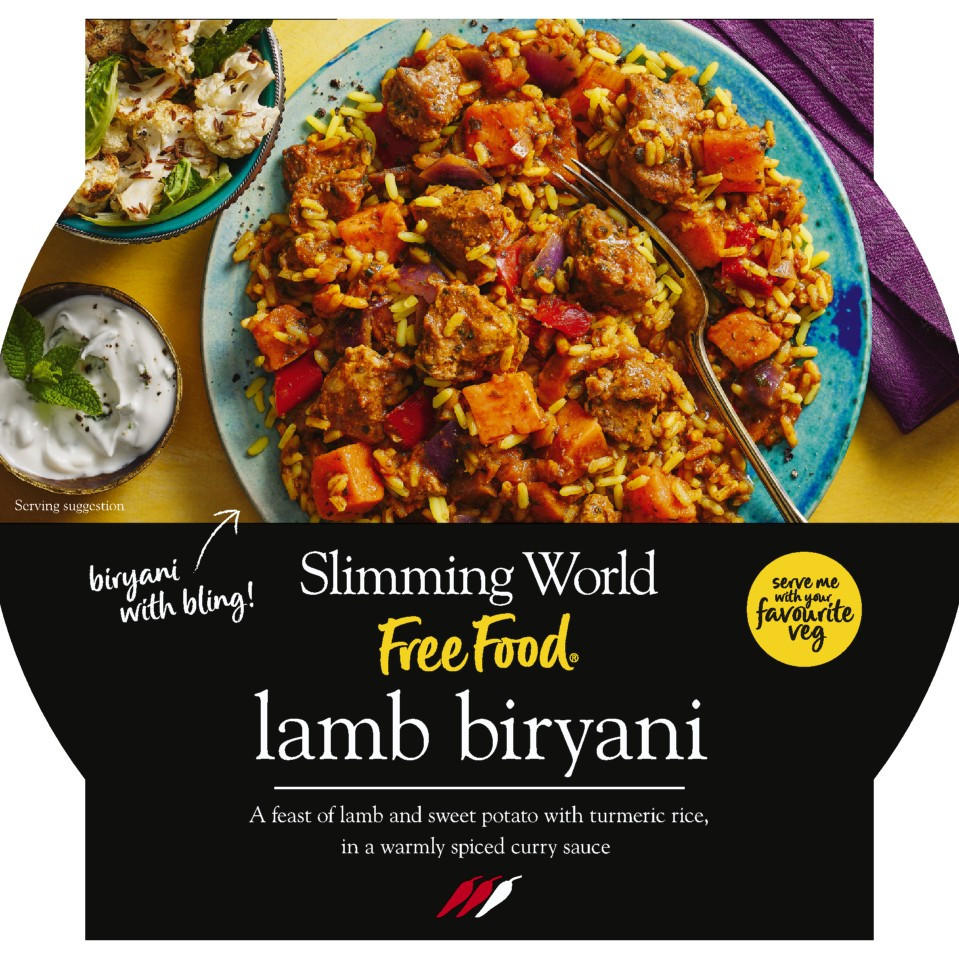 Serving suggestion
biryani
with bling!
Slimming World
Free Food®
serve me
with your
favourite
veg
lamb biryani
A feast of lamb and sweet potato with turmeric rice,
in a warmly spiced curry sauce